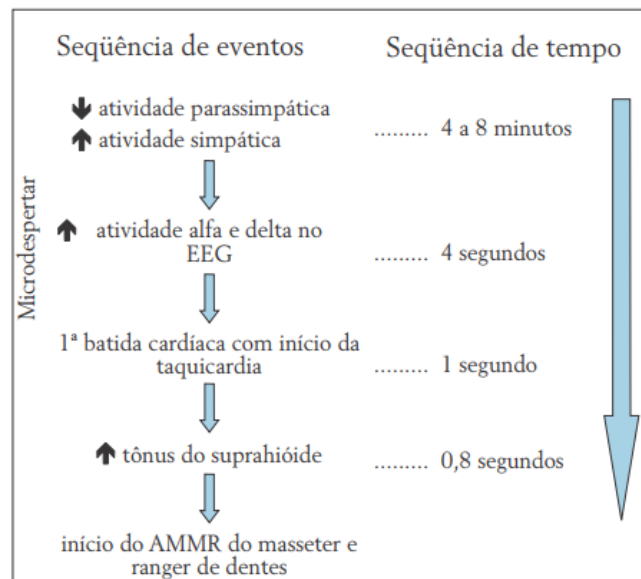 Seqüência de eventos
Seqüência de tempo
atividade parassimpática
atividade simpática
......... 4 a 8 minutos
Microdespertar
atividade alfa e delta no
EEG
......... 4 segundos
1ª batida cardíaca com início da
taquicardia
......... 1 segundo
tônus do suprahióide
......... 0,8 segundos
início do AMMR do masseter e
ranger de dentes